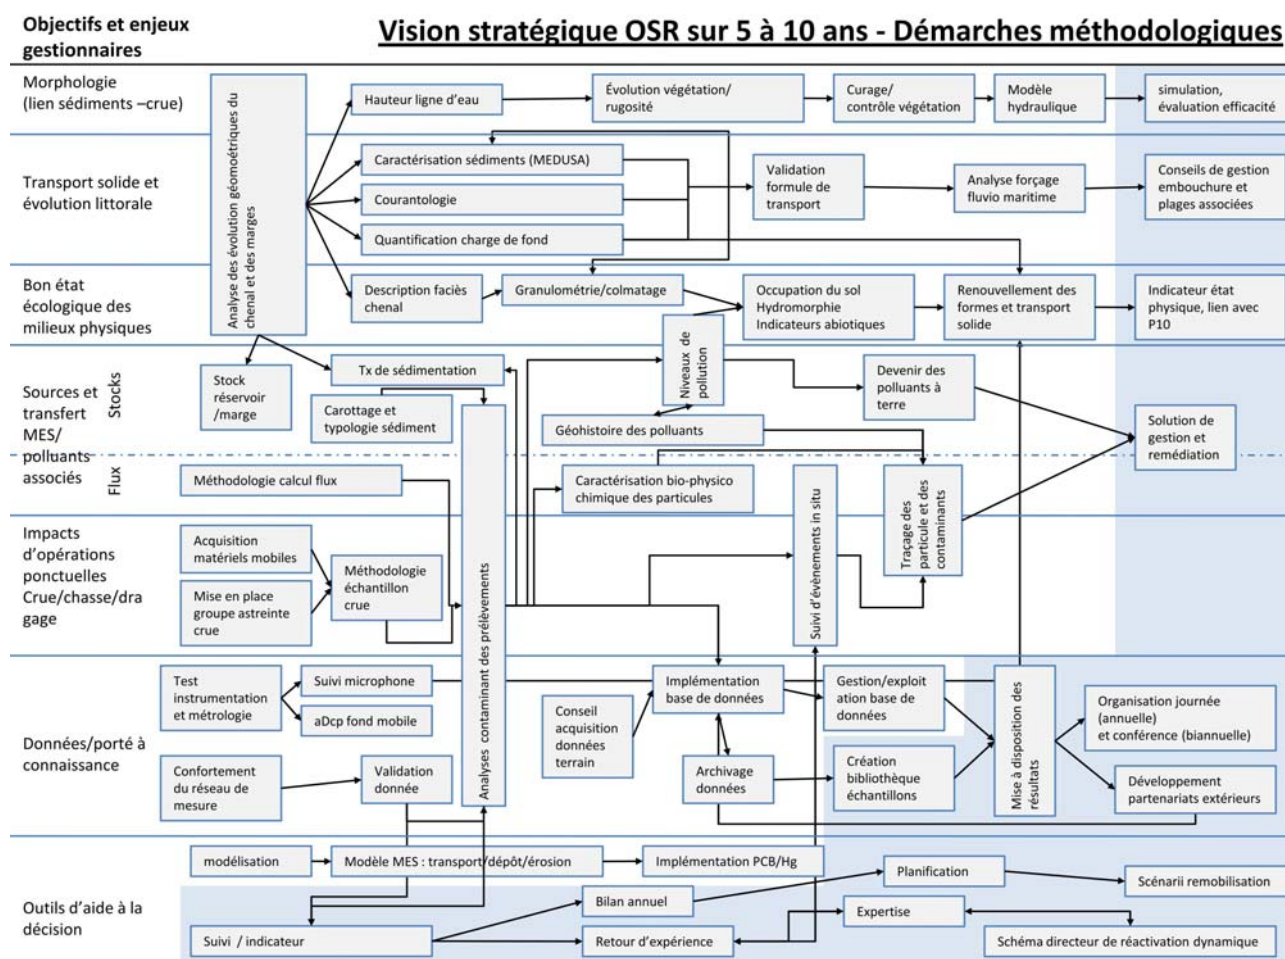 Objectifs et enjeux
gestionnaires
Vision stratégique OSR sur 5 à 10 ans - Démarches méthodologiques
Morphologie
(lien sédiments –crue)
Analyse des évolution géomoétriques du
chenal et des marges
Hauteur ligne d'eau
Évolution végétation/
rugosité
Curage/
contrôle végétation
Modèle
hydraulique
simulation,
évaluation efficacité
Transport solide et
évolution littorale
Caractérisation sédiments (MEDUSA)
Courantologie
Quantification charge de fond
Validation
formule de
transport
Analyse forçage
fluvio maritime
Conseils de gestion
embouchure et
plages associées
Bon état
écologique des
milieux physiques
Description faciès
chenal
Granulométrie/colmatage
Occupation du sol
Hydromorphie
Indicateurs abiotiques
Renouvellement des
formes et transport
solide
Indicateur état
physique, lien avec
P10
Sources et
transfert
MES/
polluants
associés
Stocks
Flux
Stock
réservoir
/marge
Tx de sédimentation
Carottage et
typologie sédiment
Niveaux de
pollution
Devenir des
polluants à
terre
Géohistoire des polluants
Solution de
gestion et
remédiation
Méthodologie calcul flux
Caractérisation bio-physico
chimique des particules
Traçage des
particule et des
contaminants
Impacts
d'opérations
ponctuelles
Crue/chasse/dra
gage
Acquisition
matériels mobiles
Mise en place
groupe astreinte
crue
Méthodologie
échantillon
crue
Analyses contaminant des prélèvements
Suivi d'évènements in situ
Données/porté à
connaissance
Test
instrumentation
et métrologie
Suivi microphone
aDcp fond mobile
Confortement
du réseau de
mesure
Validation
donnée
Conseil
acquisition
données
terrain
Implémentation
base de données
Archivage
données
Gestion/exploit
ation base de
données
Création
bibliothèque
échantillons
Mise à disposition des
résultats
Organisation journée
(annuelle)
et conférence (biannuelle)
Développement
partenariats extérieurs
Outils d'aide à la
décision
modélisation
Modèle MES : transport/dépôt/érosion
Implémentation PCB/Hg
Suivi / indicateur
Bilan annuel
Retour d'expérience
Planification
Expertise
Scénarii remobilisation
Schéma directeur de réactivation dynamique